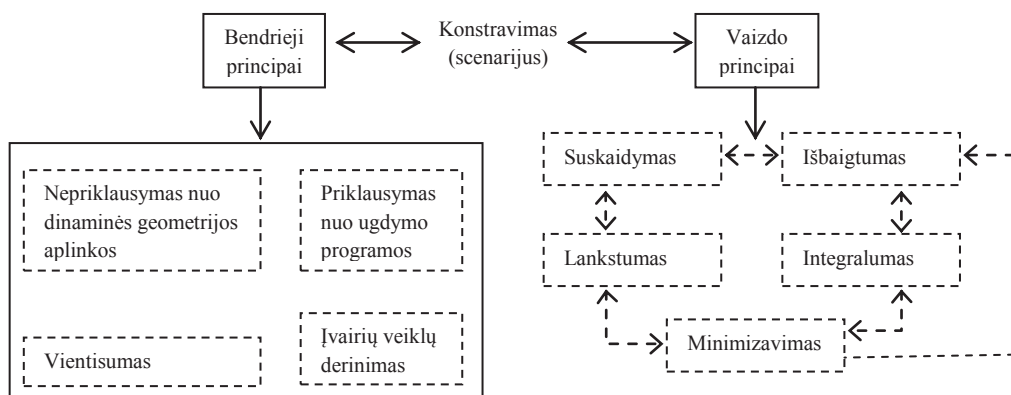 Bendrieji
principai
Konstravimas
(scenarijus)
Vaizdo
principai
Nepriklausymas nuo
dinaminės geometrijos
aplinkos
Priklausymas
nuo ugdymo
programos
Vientisumas
Įvairių veiklų
derinimas
Suskaidymas
Išbaigtumas
Lankstumas
Integralumas
Minimizavimas